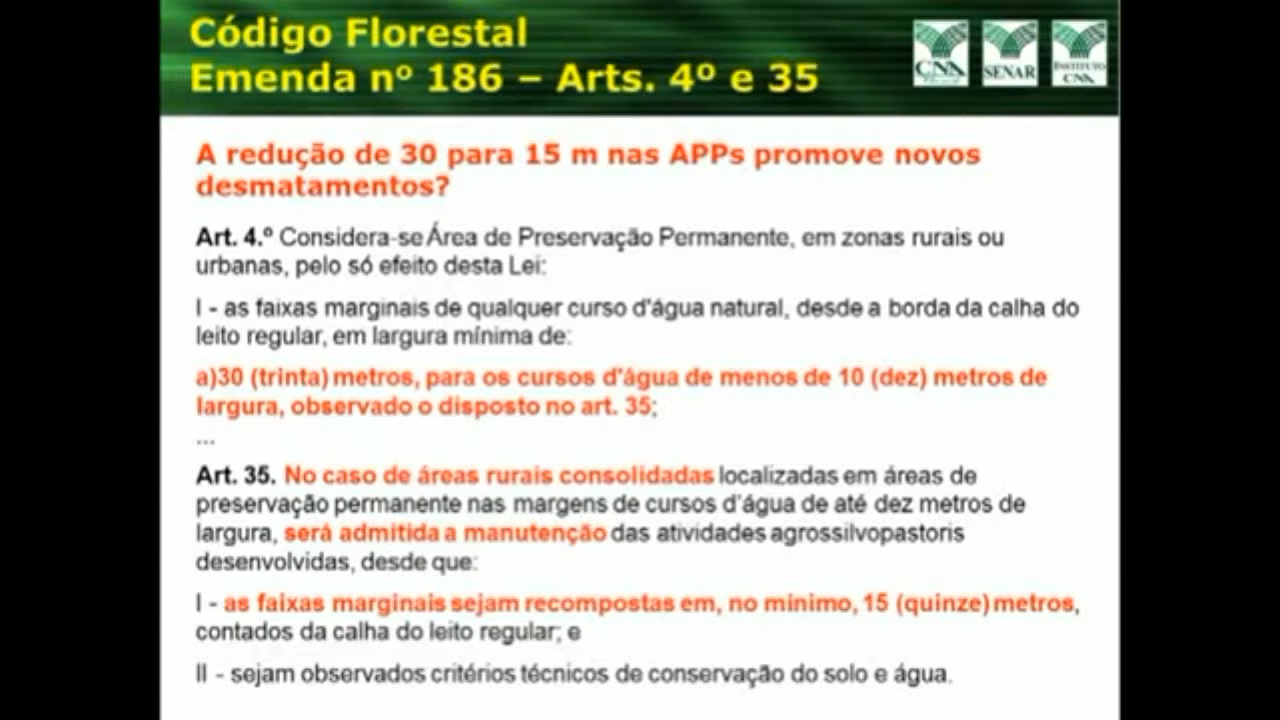 Código Florestal
Emenda nº 186 – Arts. 4º e 35
CNA
SENAR
INSTITUTO
CNA
A redução de 30 para 15 m nas APPs promove novos
desmatamentos?
Art. 4.º Considera-se Área de Preservação Permanente, em zonas rurais ou
urbanas, pelo só efeito desta Lei:
I - as faixas marginais de qualquer curso d'água natural, desde a borda da calha do
leito regular, em largura mínima de:
a)30 (trinta) metros, para os cursos d'água de menos de 10 (dez) metros de
largura, observado o disposto no art. 35;
...
Art. 35. No caso de áreas rurais consolidadas localizadas em áreas de
preservação permanente nas margens de cursos d'água de até dez metros de
largura, será admitida a manutenção das atividades agrossilvopastoris
desenvolvidas, desde que:
I - as faixas marginais sejam recompostas em, no mínimo, 15 (quinze) metros,
contados da calha do leito regular; e
II - sejam observados critérios técnicos de conservação do solo e água.